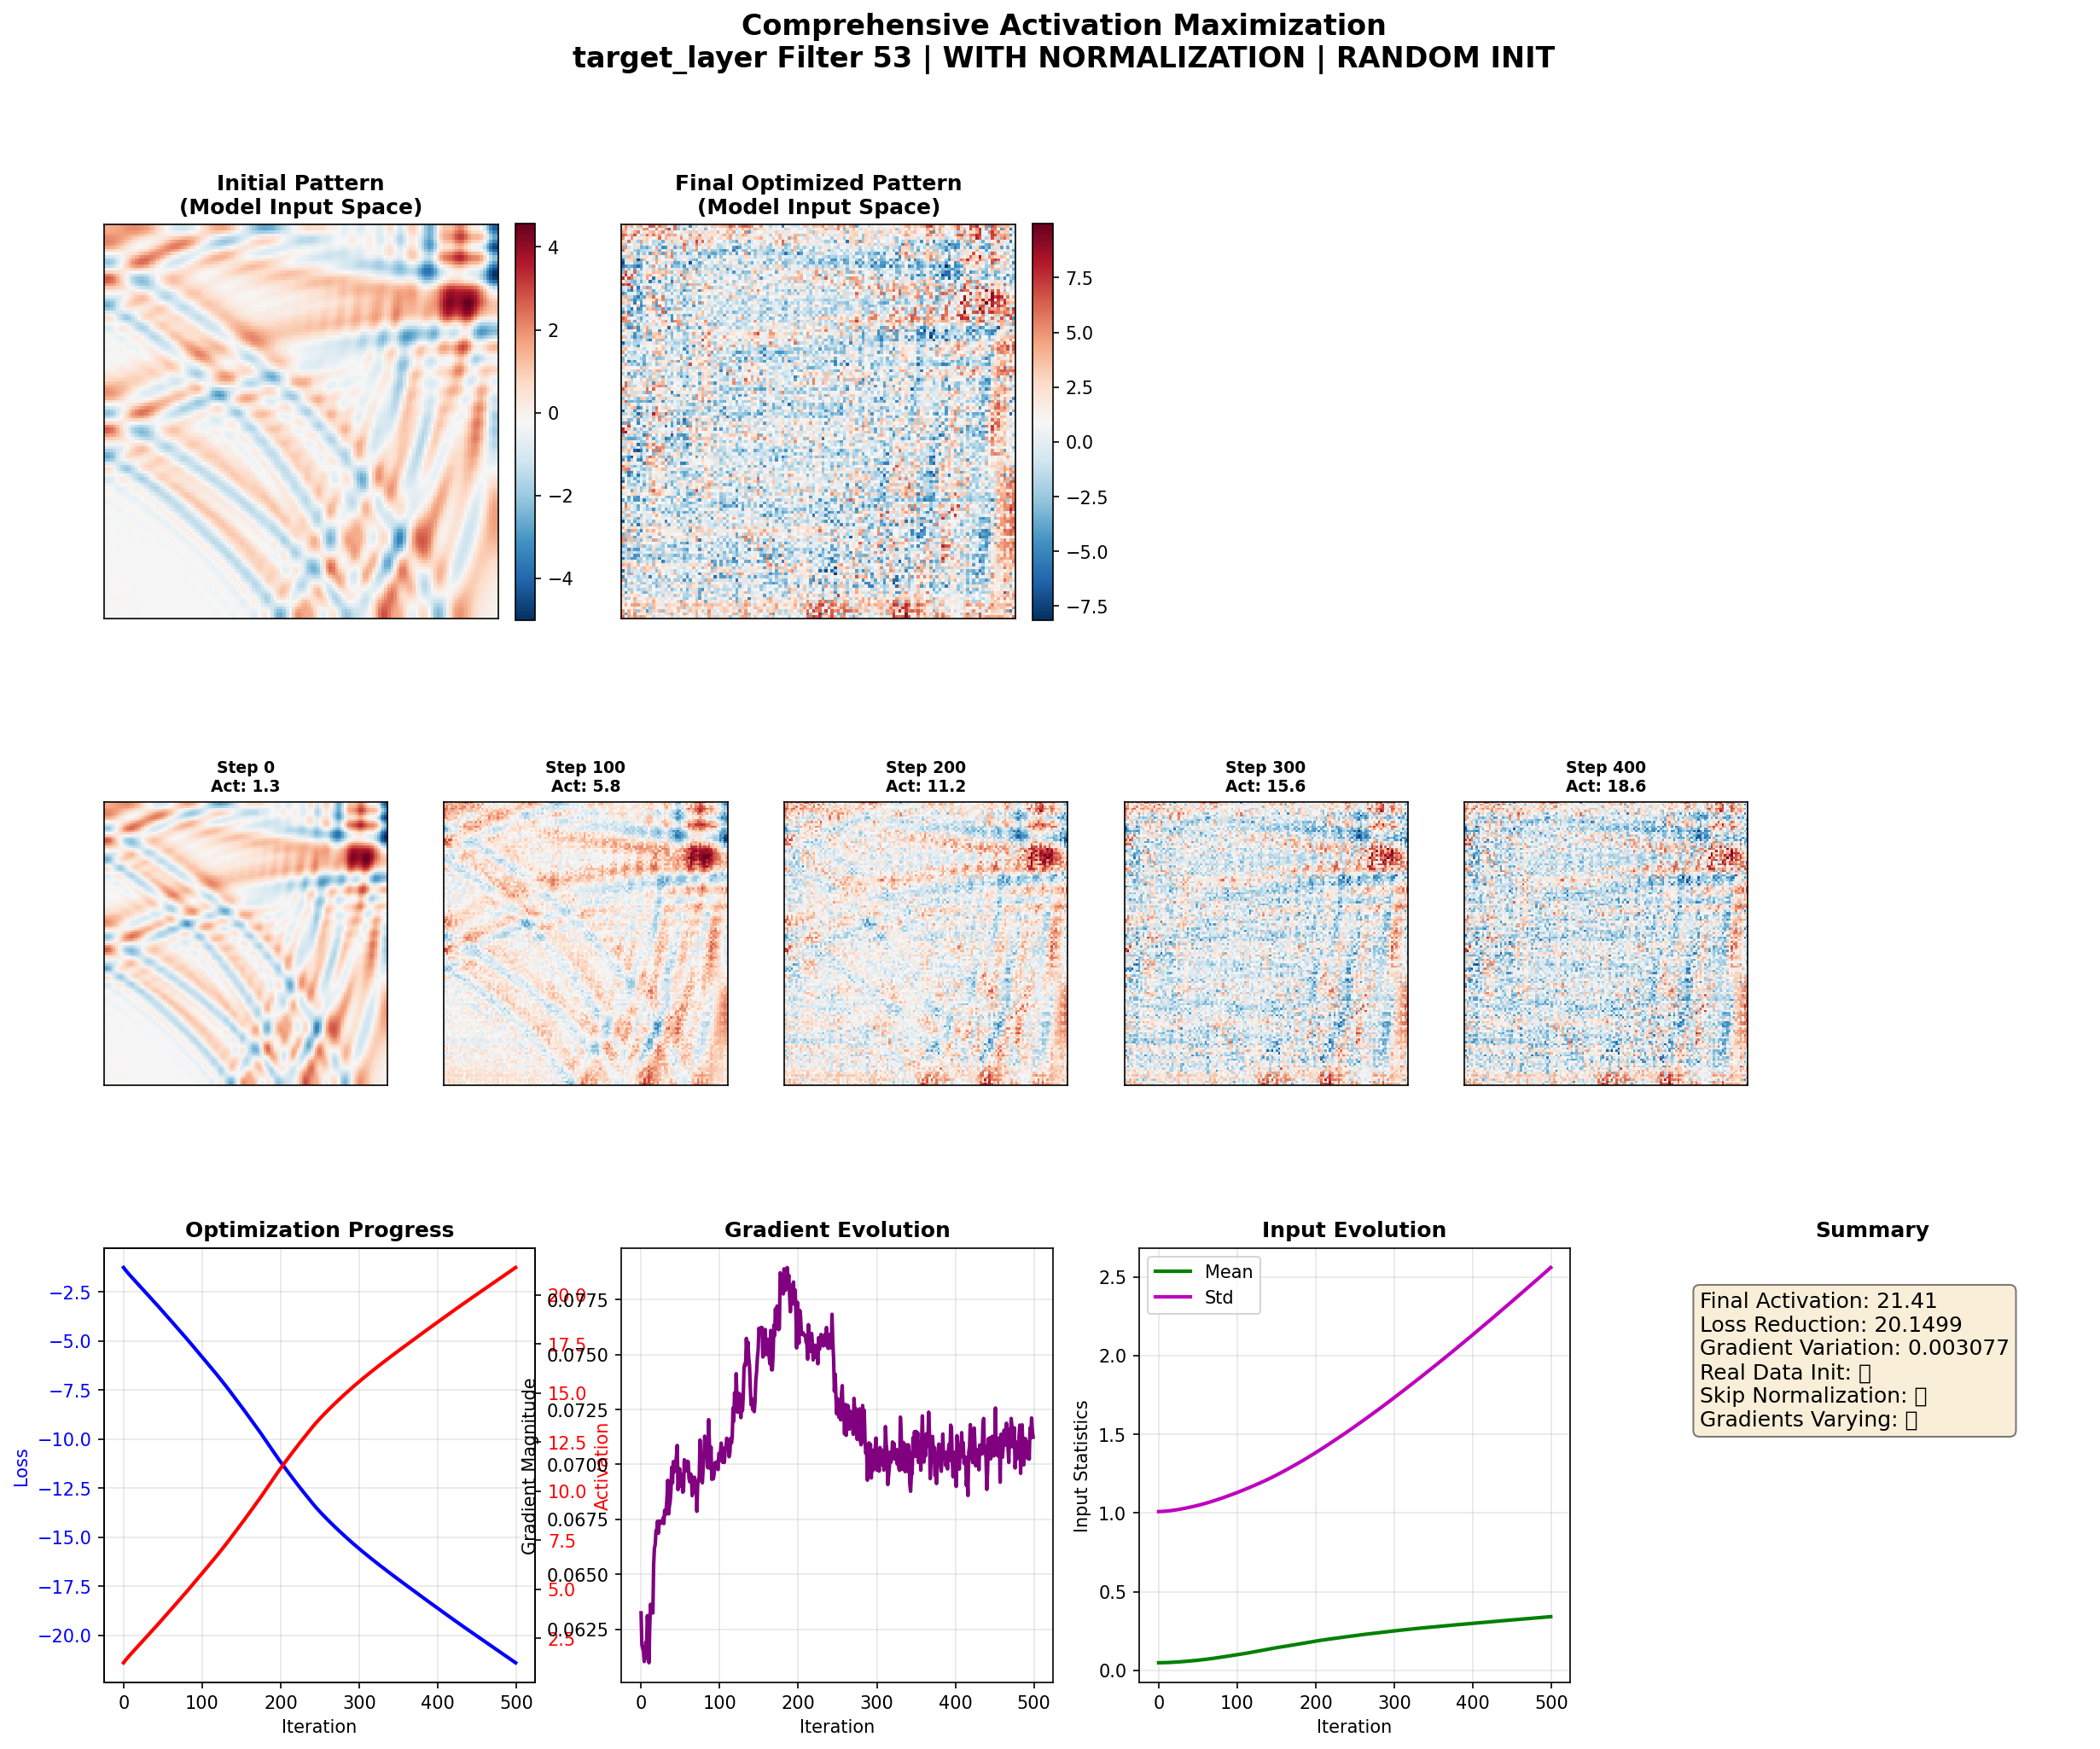 Comprehensive Activation Maximization
target_layer Filter 53 | WITH NORMALIZATION | RANDOM INIT
Initial Pattern
(Model Input Space)
4
2
0
−2
−4
Final Optimized Pattern
(Model Input Space)
7.5
5.0
2.5
0.0
−2.5
−5.0
−7.5
Step 0
Act: 1.3
Step 100
Act: 5.8
Step 200
Act: 11.2
Step 300
Act: 15.6
Step 400
Act: 18.6
Optimization Progress
Loss
−2.5
−5.0
−7.5
−10.0
−12.5
−15.0
−17.5
−20.0
0 100 200 300 400 500
Iteration
Activation
20.0
17.5
15.0
12.5
10.0
7.5
5.0
2.5
Gradient Evolution
Gradient Magnitude
0.0775
0.0750
0.0725
0.0700
0.0675
0.0650
0.0625
0 100 200 300 400 500
Iteration
Input Evolution
Input Statistics
2.5
2.0
1.5
1.0
0.5
0.0
Mean
Std
0 100 200 300 400 500
Iteration
Summary
Final Activation: 21.41
Loss Reduction: 20.1499
Gradient Variation: 0.003077
Real Data Init:
Skip Normalization:
Gradients Varying: